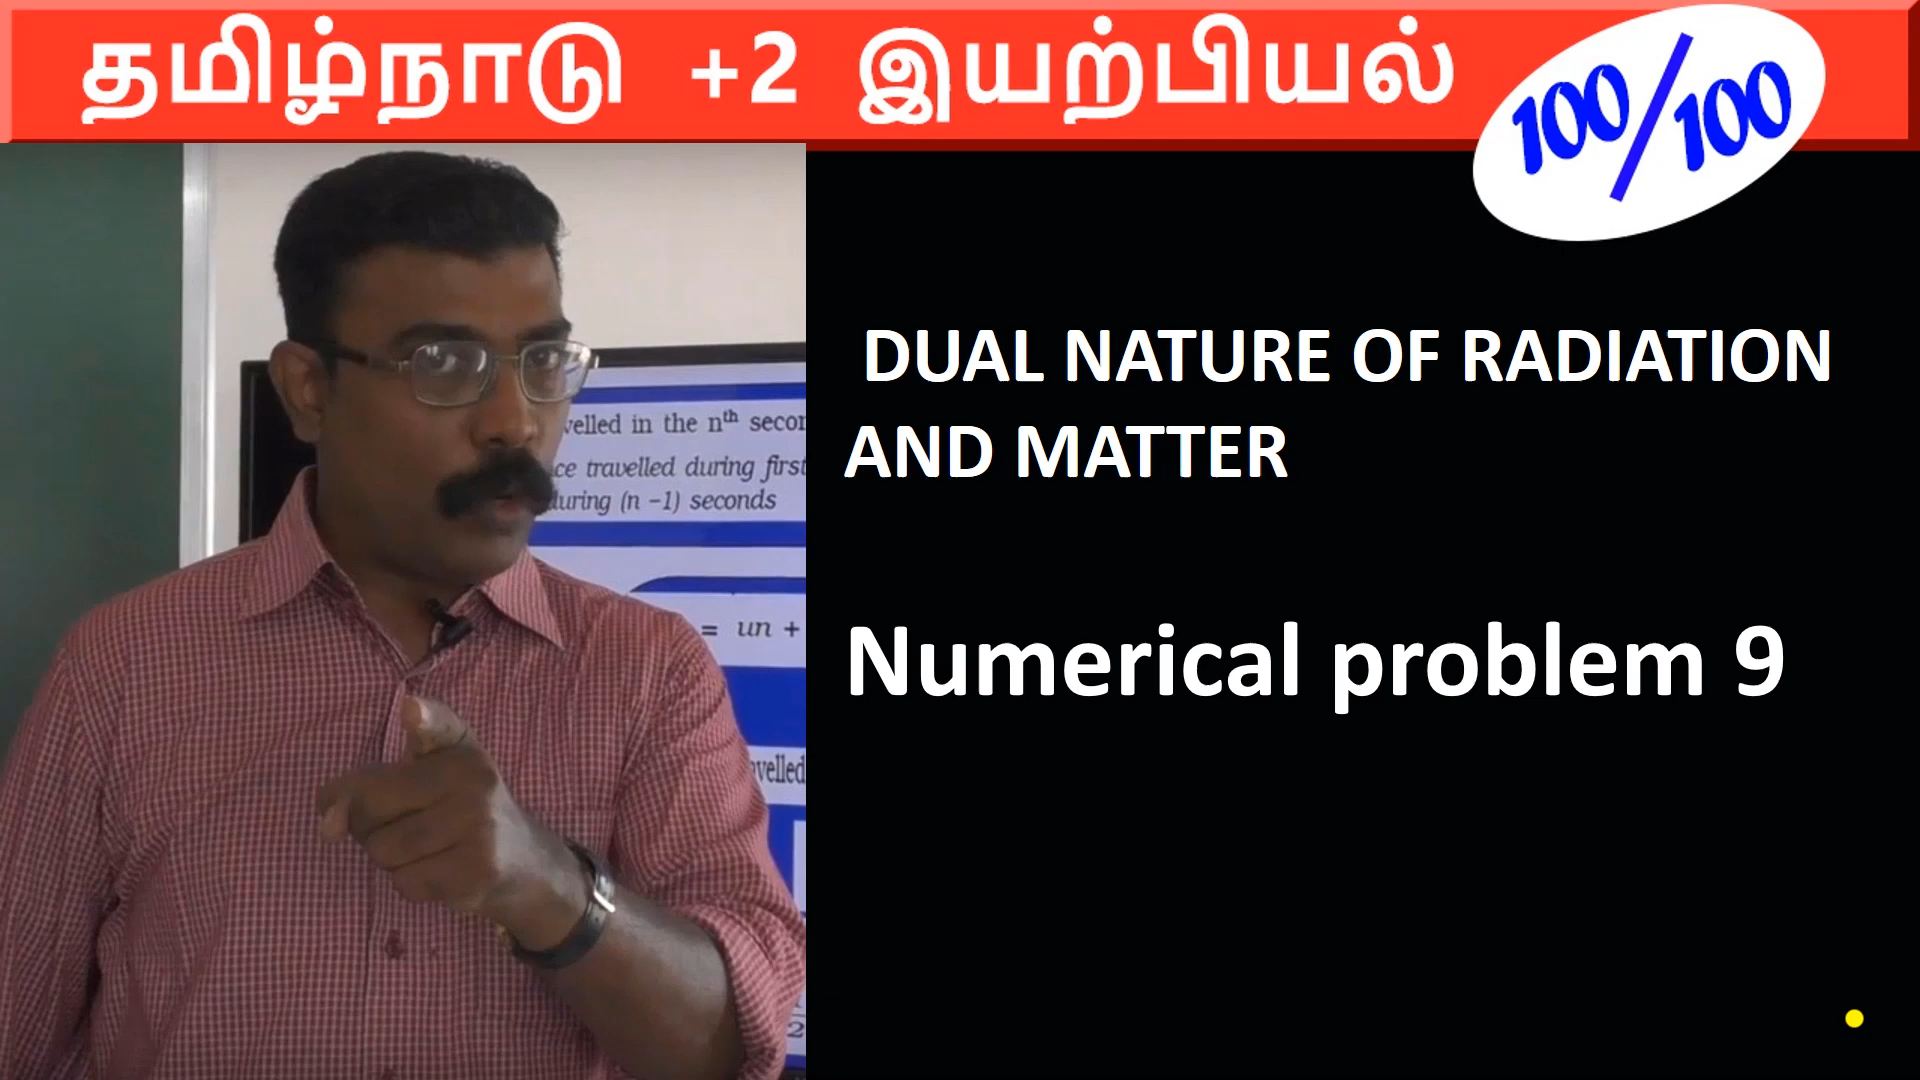 தமிழ்நாடு +2 இயற்பியல்
100/100
velled in the nth
ce travelled during first
during (n −1) seconds
= un +
velled
DUAL NATURE OF RADIATION
AND MATTER
Numerical problem 9